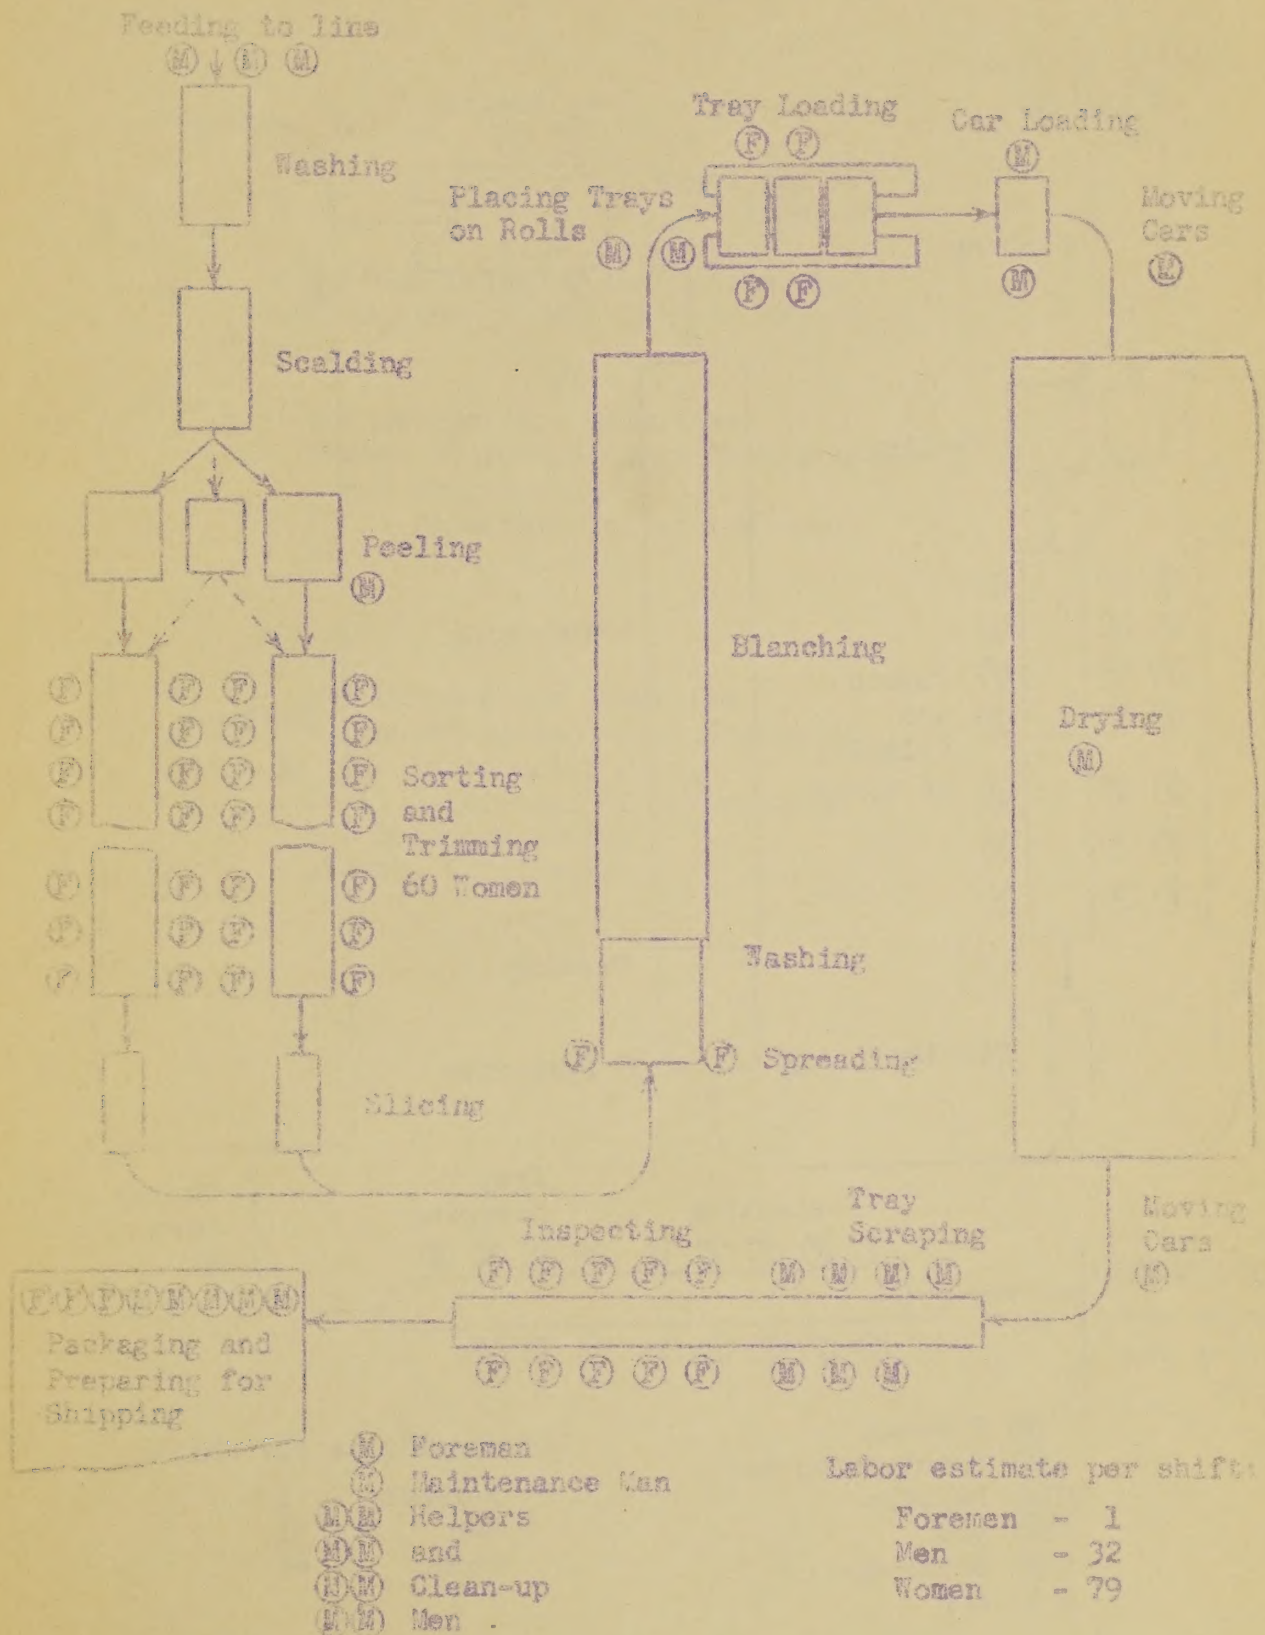 Feeding to line
M M M
Washing
Scalding
Peeling
M
F F F F
F F F F
F F F F Sorting
F F F F and
Trimming
F F F F 60 Women
F F F F
F F F F
Slicing
Tray Loading
F F
Placing Trays
on Rolls M M
F F
Car Loading
M
M
Moving
Cars
M
Blanching
Washing
F F Spreading
Drying
M
Moving
Cars
M
Tray
Scraping
M M M M
M M M
Inspecting
F F F F F
F F F F F
F F F M M M M M
Packaging and
Preparing for
Shipping
M Foreman
M Maintenance Man
M M Helpers
M M and
M M Clean-up
M M Men
Labor estimate per shift:
Foremen - 1
Men - 32
Women - 79